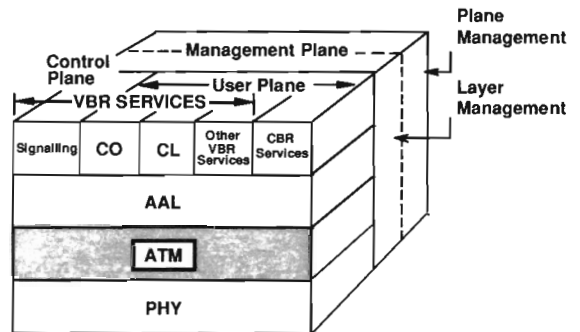 Plane
Management
Management Plane
Control
Plane
User Plane
Layer
Management
VBR SERVICES
Signalling
CO
CL
Other
VBR
Services
CBR
Services
AAL
ATM
PHY